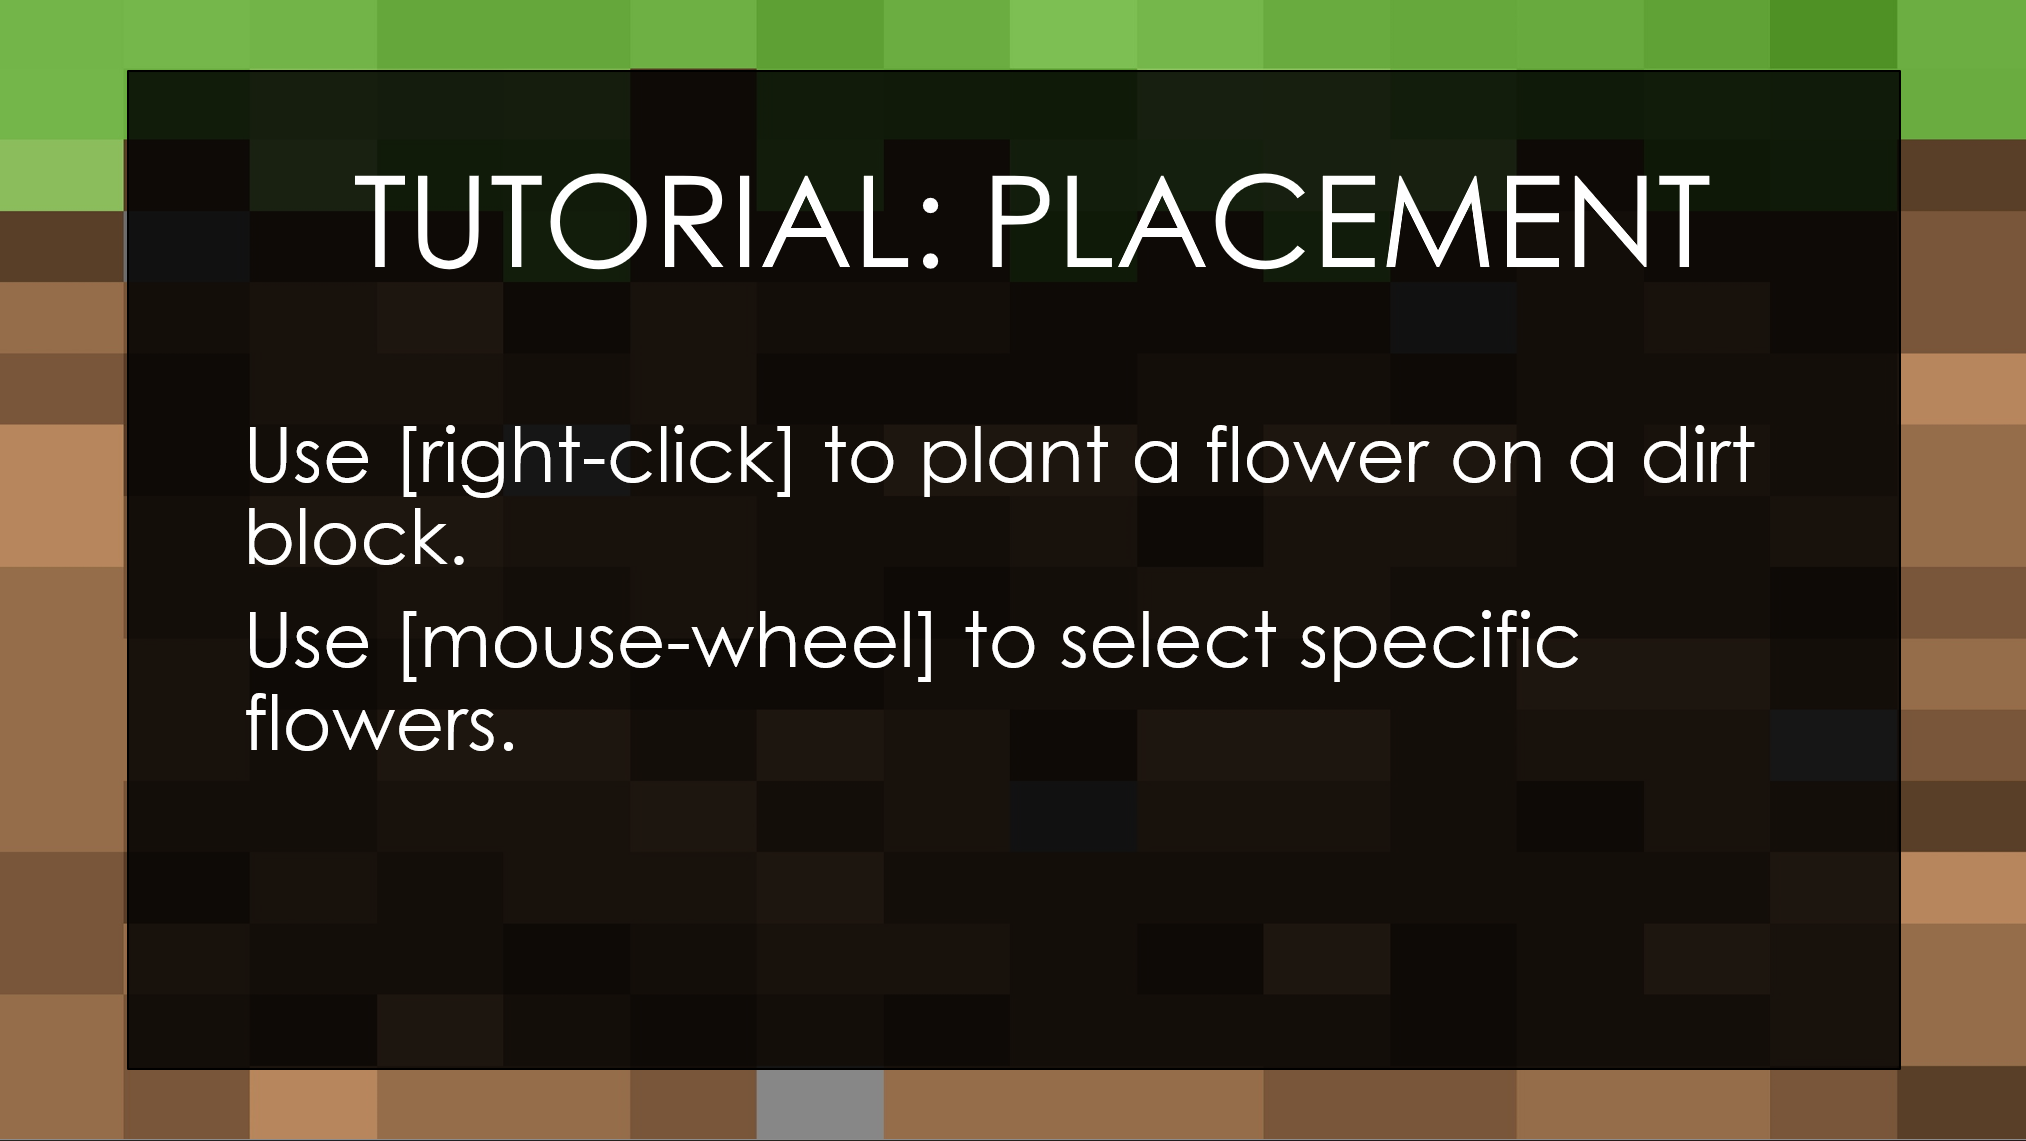 TUTORIAL: PLACEMENT
Use [right-click] to plant a flower on a dirt
block.
Use [mouse-wheel] to select specific
flowers.